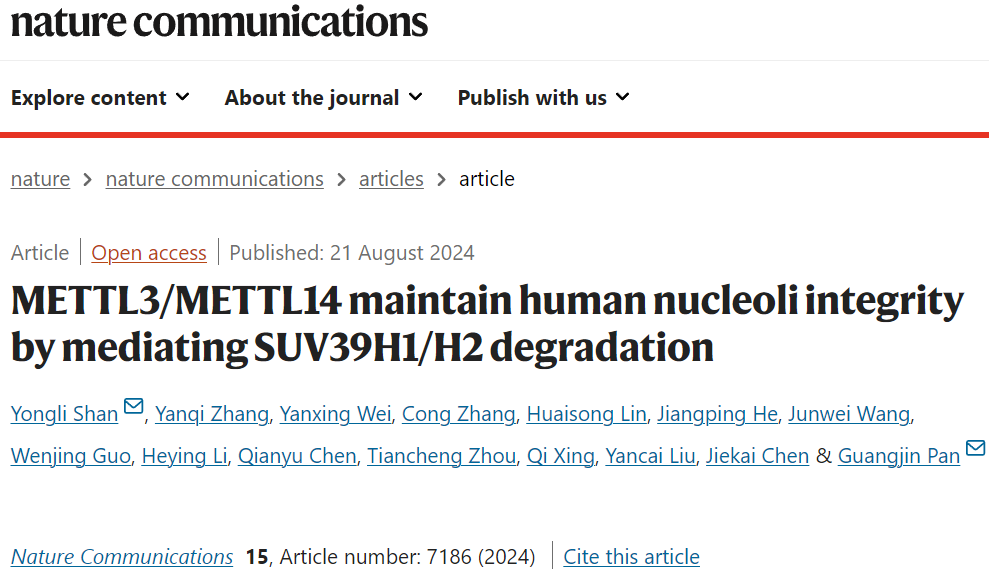 nature communications
Explore content About the journal Publish with us
nature > nature communications > articles > article
Article | Open access | Published: 21 August 2024
METTL3/METTL14 maintain human nucleoli integrity
by mediating SUV39H1/H2 degradation
Yongli Shan, Yanqi Zhang, Yanxing Wei, Cong Zhang, Huaisong Lin, Jiangping He, Junwei Wang,
Wenjing Guo, Heying Li, Qianyu Chen, Tiancheng Zhou, Qi Xing, Yancai Liu, Jiekai Chen & Guangjin Pan
Nature Communications 15, Article number: 7186 (2024) | Cite this article